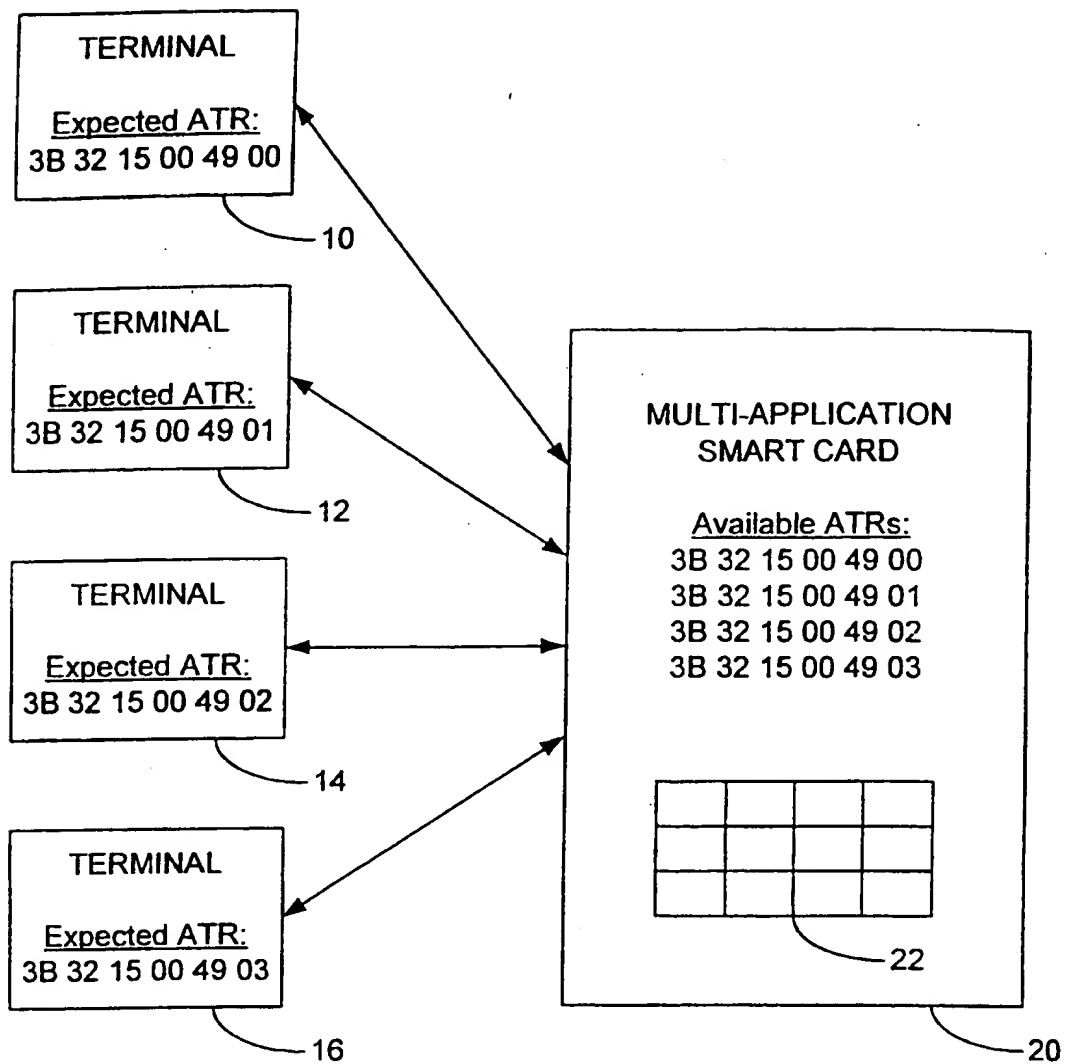 TERMINAL
Expected ATR:
3B 32 15 00 49 00
10
TERMINAL
Expected ATR:
3B 32 15 00 49 01
12
TERMINAL
Expected ATR:
3B 32 15 00 49 02
14
TERMINAL
Expected ATR:
3B 32 15 00 49 03
16
MULTI-APPLICATION
SMART CARD
Available ATRs:
3B 32 15 00 49 00
3B 32 15 00 49 01
3B 32 15 00 49 02
3B 32 15 00 49 03
22
20